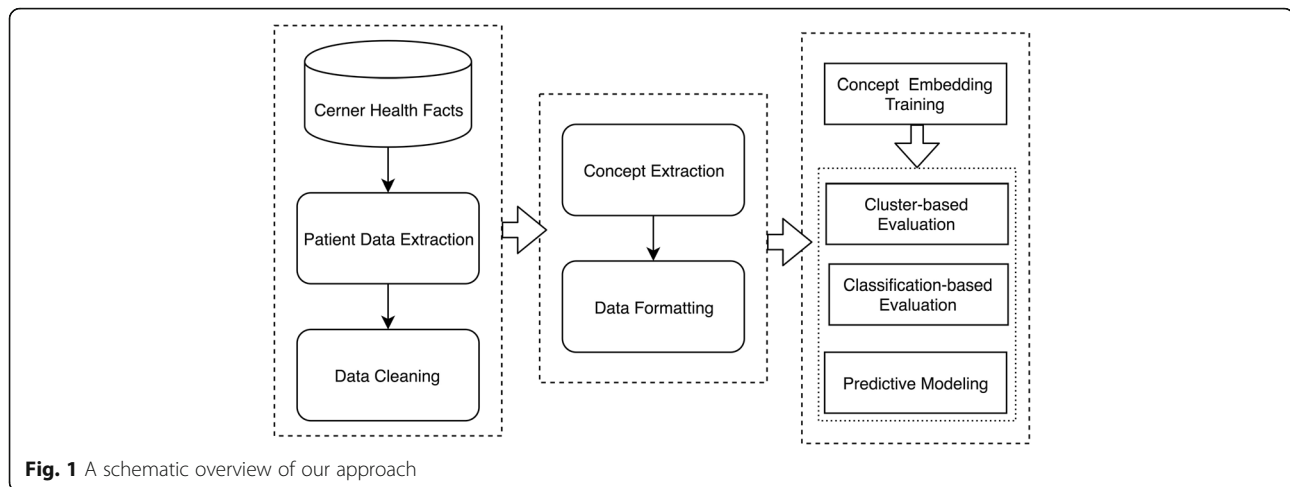 Cerner Health Facts
Patient Data Extraction
Data Cleaning
Concept Extraction
Data Formatting
Concept Embedding
Training
Cluster-based
Evaluation
Classification-based
Evaluation
Predictive Modeling
Fig. 1 A schematic overview of our approach